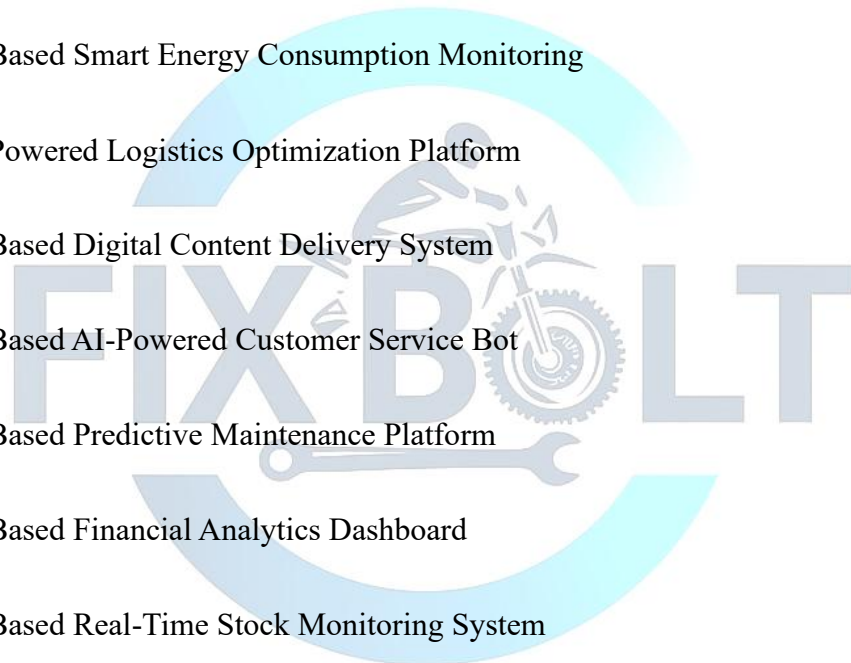 Based Smart Energy Consumption Monitoring
Powered Logistics Optimization Platform
Based Digital Content Delivery System
FIXBOLT
Based AI-Powered Customer Service Bot
Based Predictive Maintenance Platform
Based Financial Analytics Dashboard
Based Real-Time Stock Monitoring System